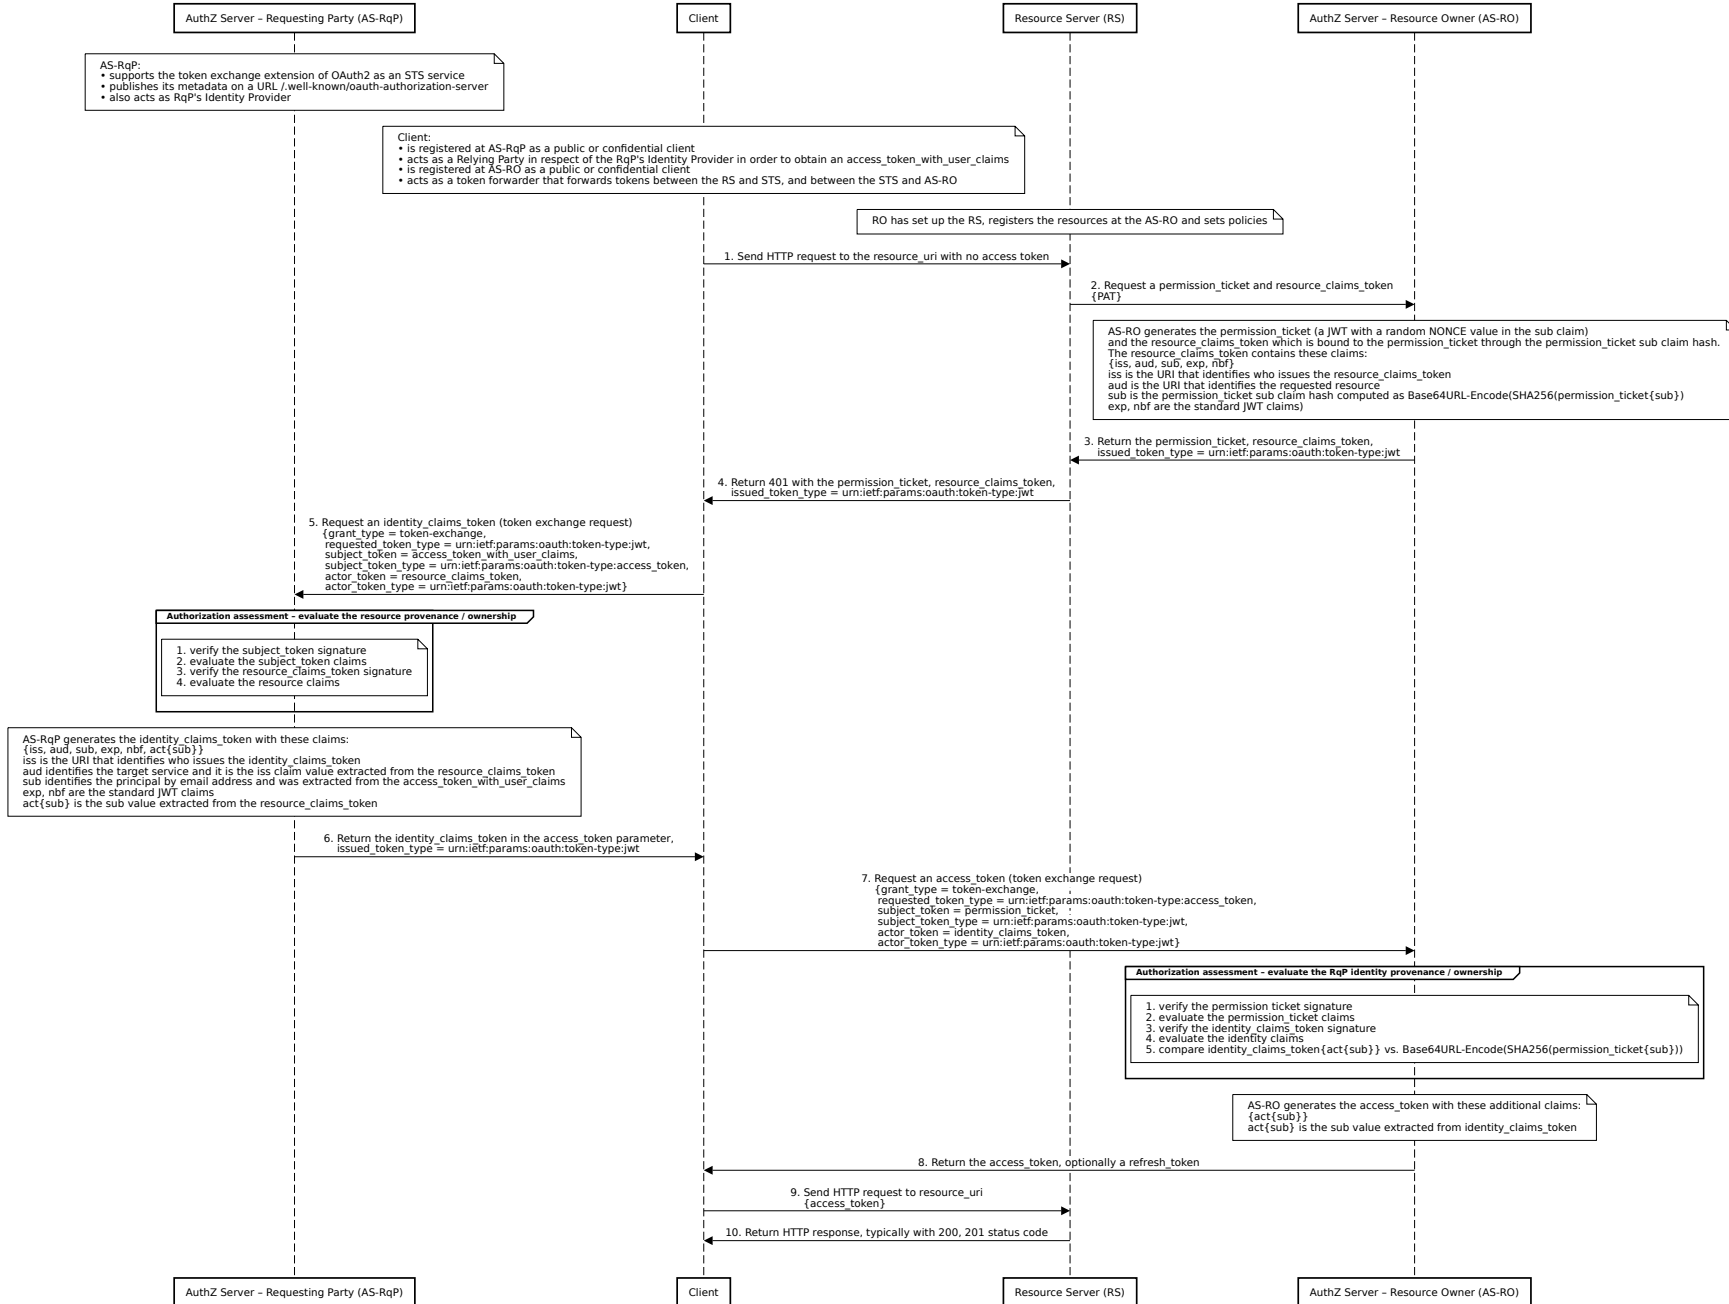 AuthZ Server – Requesting Party (AS-RqP)
Client
Resource Server (RS)
AuthZ Server – Resource Owner (AS-RO)
AS-RqP:
• supports the token exchange extension of OAuth2 as an STS service
• publishes its metadata on a URL /.well-known/oauth-authorization-server
• also acts as RqP's Identity Provider
Client:
• is registered at AS-RqP as a public or confidential client
• acts as a Relying Party in respect of the RqP's Identity Provider in order to obtain an access_token_with_user_claims
• is registered at AS-RO as a public or confidential client
• acts as a token forwarder that forwards tokens between the RS and STS, and between the STS and AS-RO
RO has set up the RS, registers the resources at the AS-RO and sets policies
1. Send HTTP request to the resource_uri with no access token
2. Request a permission_ticket and resource_claims_token
{PAT}
AS-RO generates the permission_ticket (a JWT with a random NONCE value in the sub claim)
and the resource_claims_token which is bound to the permission_ticket through the permission_ticket sub claim hash.
The resource_claims_token contains these claims:
{iss, aud, sub, exp, nbf}
iss is the URI that identifies who issues the resource_claims_token
aud is the URI that identifies the requested resource
sub is the permission_ticket sub claim hash computed as Base64URL-Encode(SHA256(permission_ticket{sub})
exp, nbf are the standard JWT claims)
3. Return the permission_ticket, resource_claims_token,
issued_token_type = urn:ietf:params:oauth:token-type:jwt
4. Return 401 with the permission_ticket, resource_claims_token,
issued_token_type = urn:ietf:params:oauth:token-type:jwt
5. Request an identity_claims_token (token exchange request)
{grant_type = token-exchange,
requested_token_type = urn:ietf:params:oauth:token-type:jwt,
subject_token = access_token_with_user_claims,
subject_token_type = urn:ietf:params:oauth:token-type:access_token,
actor_token = resource_claims_token,
actor_token_type = urn:ietf:params:oauth:token-type:jwt}
Authorization assessment – evaluate the resource provenance / ownership
1. verify the subject_token signature
2. evaluate the subject_token claims
3. verify the resource_claims_token signature
4. evaluate the resource claims
AS-RqP generates the identity_claims_token with these claims:
{iss, aud, sub, exp, nbf, act{sub}}
iss is the URI that identifies who issues the identity_claims_token
aud identifies the target service and it is the iss claim value extracted from the resource_claims_token
sub identifies the principal by email address and was extracted from the access_token_with_user_claims
exp, nbf are the standard JWT claims
act{sub} is the sub value extracted from the resource_claims_token
6. Return the identity_claims_token in the access_token parameter,
issued_token_type = urn:ietf:params:oauth:token-type:jwt
7. Request an access_token (token exchange request)
{grant_type = token-exchange,
requested_token_type = urn:ietf:params:oauth:token-type:access_token,
subject_token = permission_ticket,
subject_token_type = urn:ietf:params:oauth:token-type:jwt,
actor_token = identity_claims_token,
actor_token_type = urn:ietf:params:oauth:token-type:jwt}
Authorization assessment – evaluate the RqP identity provenance / ownership
1. verify the permission ticket signature
2. evaluate the permission_ticket claims
3. verify the identity_claims_token signature
4. evaluate the identity claims
5. compare identity_claims_token{act{sub}} vs. Base64URL-Encode(SHA256(permission_ticket{sub}))
AS-RO generates the access_token with these additional claims:
{act{sub}}
act{sub} is the sub value extracted from identity_claims_token
8. Return the access_token, optionally a refresh_token
9. Send HTTP request to resource_uri
{access_token}
10. Return HTTP response, typically with 200, 201 status code
AuthZ Server – Requesting Party (AS-RqP)
Client
Resource Server (RS)
AuthZ Server – Resource Owner (AS-RO)